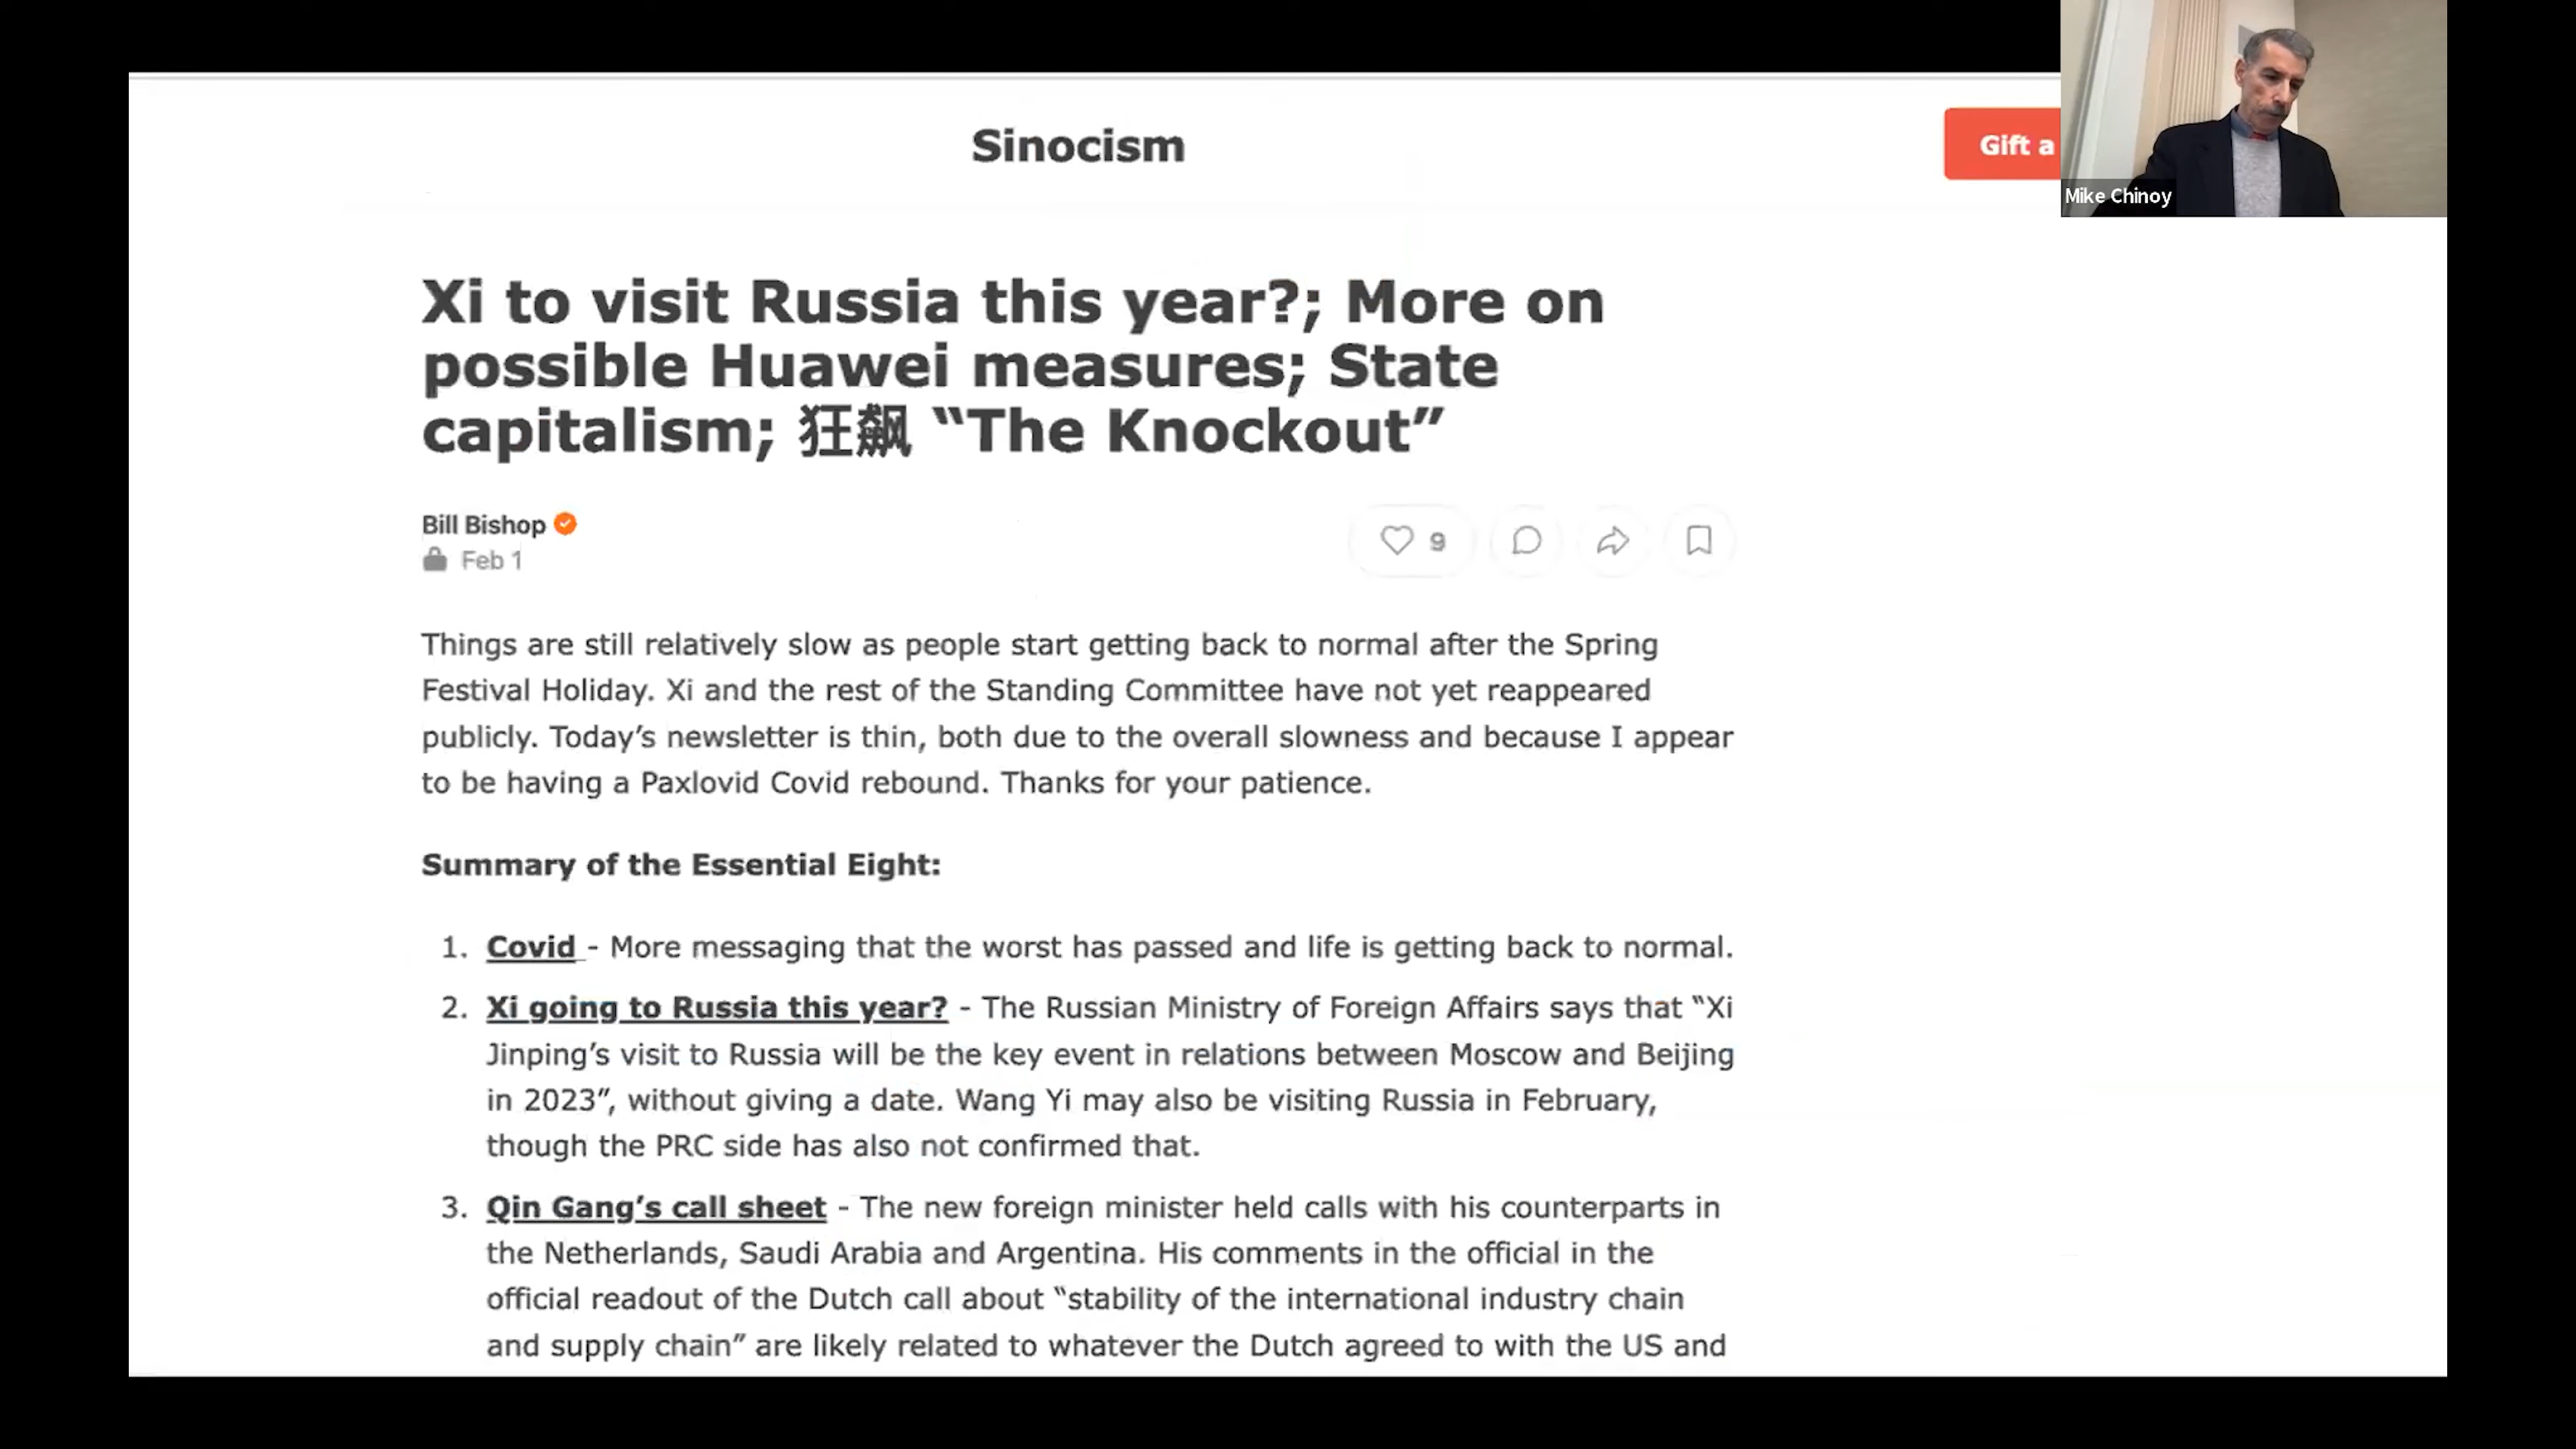 Sinocism
Gift a
Mike Chinoy
Xi to visit Russia this year?; More on
possible Huawei measures; State
capitalism; 狂飙 “The Knockout”
Bill Bishop
9
Feb 1
Things are still relatively slow as people start getting back to normal after the Spring
Festival Holiday. Xi and the rest of the Standing Committee have not yet reappeared
publicly. Today’s newsletter is thin, both due to the overall slowness and because I appear
to be having a Paxlovid Covid rebound. Thanks for your patience.
Summary of the Essential Eight:
1. Covid - More messaging that the worst has passed and life is getting back to normal.
2. Xi going to Russia this year? - The Russian Ministry of Foreign Affairs says that “Xi
Jinping’s visit to Russia will be the key event in relations between Moscow and Beijing
in 2023”, without giving a date. Wang Yi may also be visiting Russia in February,
though the PRC side has also not confirmed that.
3. Qin Gang’s call sheet - The new foreign minister held calls with his counterparts in
the Netherlands, Saudi Arabia and Argentina. His comments in the official in the
official readout of the Dutch call about “stability of the international industry chain
and supply chain” are likely related to whatever the Dutch agreed to with the US and